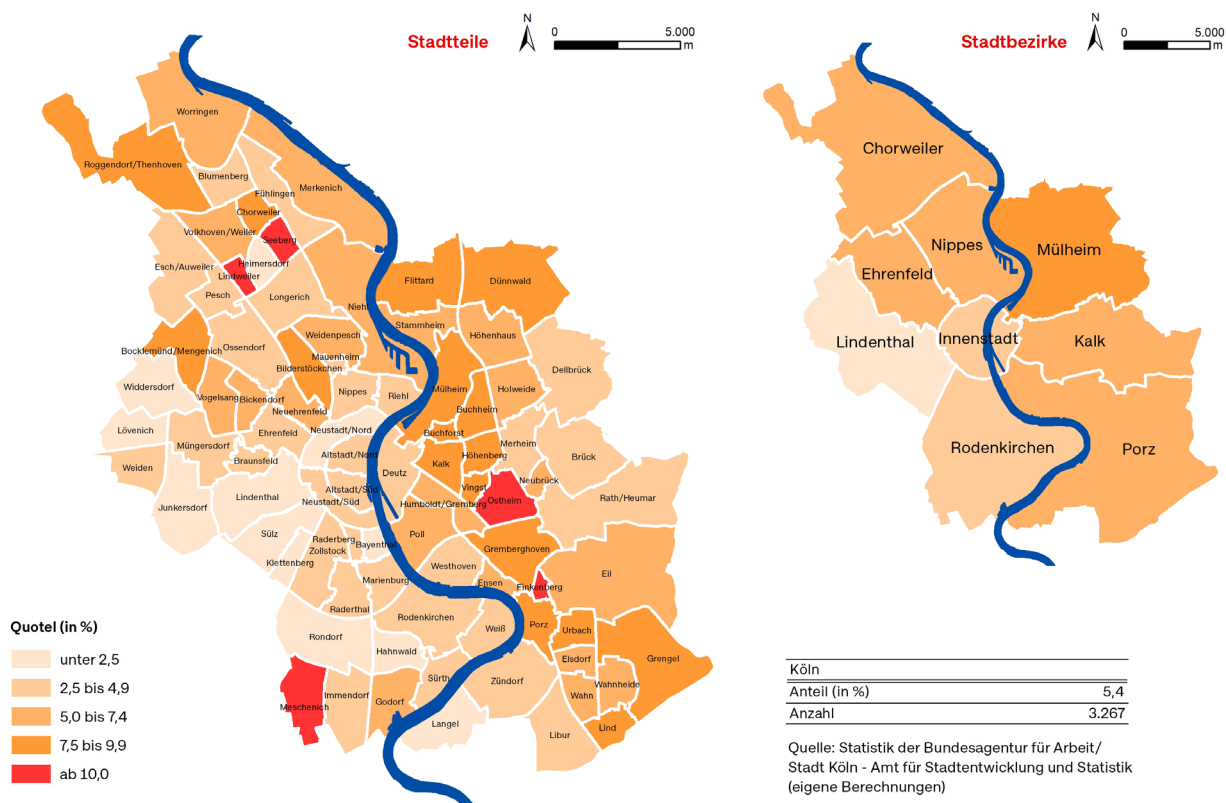 Stadtteile
N
0
5.000
m
Worringen
Roggendorf/Thenhoven
Blumenberg
Merkenich
Fühlingen
Chorweiler
Volkhoven/Weiler
Seeberg
Heimersdorf
Esch/Auweiler
Lindweiler
Pesch
Longerich
Niehl
Flittard
Dünnwald
Stammheim
Höhenhaus
Weidenpesch
Ossendorf
Bocklemünd/Mengenich
Mauenheim
Bilderstöckchen
Dellbrück
Widdersdorf
Nippes
Riehl
Mülheim
Holweide
Vogelsang
Bickendorf
Neuehrenfeld
Buchheim
Lövenich
Ehrenfeld
Neustadt/Nord
Buchforst
Müngersdorf
Merheim
Altstadt/Nord
Höhenberg
Brück
Braunsfeld
Kalk
Weiden
Deutz
Neubrück
Vingst
Altstadt/Süd
Lindenthal
Neustadt/Süd
Ostheim
Rath/Heumar
Humboldt/Gremberg
Junkersdorf
Sülz
Raderberg
Poll
Bayenthal
Zollstock
Gremberghoven
Klettenberg
Westhoven
Eil
Marienburg
Ensen
Finkenberg
Raderthal
Rodenkirchen
Weiß
Porz
Urbach
Rondorf
Hahnwald
Elsdorf
Grengel
Sürth
Zündorf
Wahnheide
Immendorf
Wahn
Godorf
Meschenich
Langel
Lind
Libur
Quotel (in %)
unter 2,5
2,5 bis 4,9
5,0 bis 7,4
7,5 bis 9,9
ab 10,0
Stadtbezirke
N
0
5.000
m
Chorweiler
Nippes
Mülheim
Ehrenfeld
Lindenthal
Innenstadt
Kalk
Rodenkirchen
Porz
Köln
Anteil (in %) 5,4
Anzahl 3.267
Quelle: Statistik der Bundesagentur für Arbeit/
Stadt Köln - Amt für Stadtentwicklung und Statistik
(eigene Berechnungen)